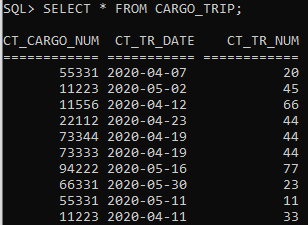 SQL> SELECT * FROM CARGO_TRIP;
CT_CARGO_NUM CT_TR_DATE CT_TR_NUM
============ =========== ============
55331 2020-04-07 20
11223 2020-05-02 45
11556 2020-04-12 66
22112 2020-04-23 44
73344 2020-04-19 44
73333 2020-04-19 44
94222 2020-05-16 77
66331 2020-05-30 23
55331 2020-05-11 11
11223 2020-04-11 33